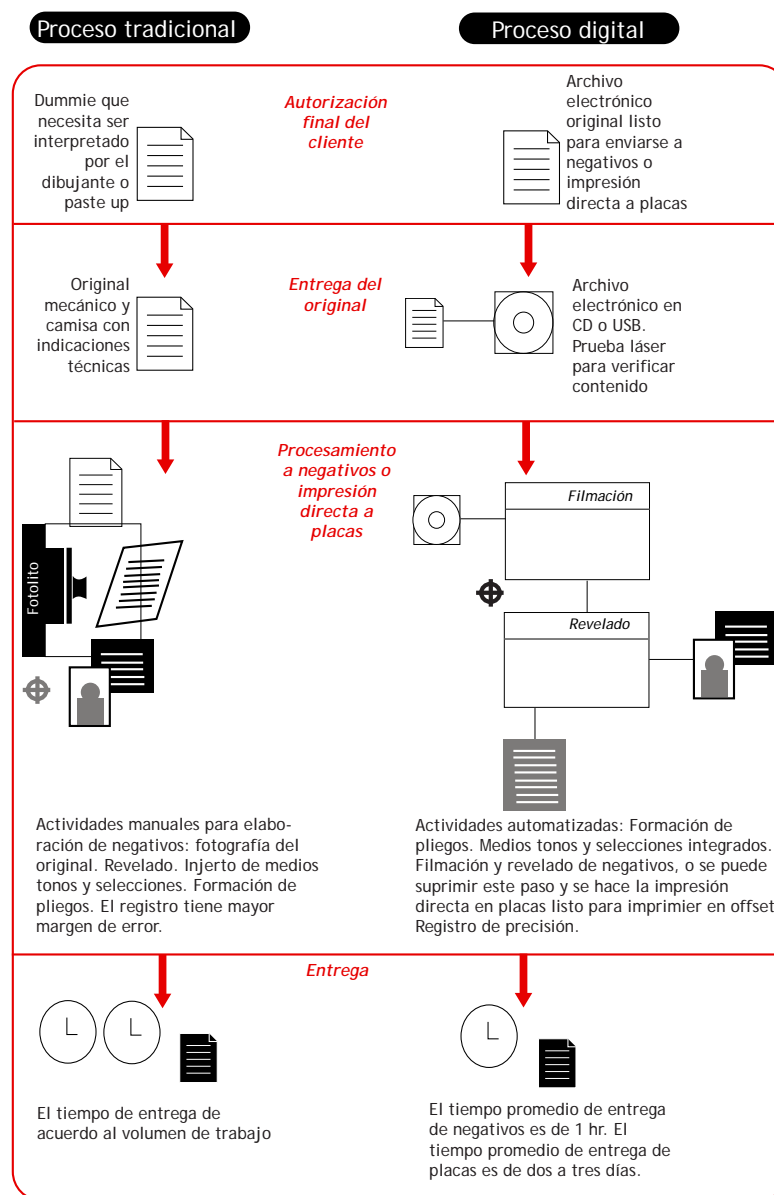 Proceso tradicional
Proceso digital
Dummie que
necesita ser
interpretado
por el
dibujante o
paste up
Autorización
final del
cliente
Archivo
electrónico
original listo
para enviarse a
negativos o
impresión
directa a placas
Original
mecánico y
camisa con
indicaciones
técnicas
Entrega del
original
Archivo
electrónico en
CD o USB.
Prueba láser
para verificar
contenido
Procesamiento
a negativos o
impresión
directa a
placas
Fotolito
Filmación
Revelado
Actividades manuales para elabo-
ración de negativos: fotografía del
original. Revelado. Injerto de medios
tonos y selecciones. Formación de
pliegos. El registro tiene mayor
margen de error.
Actividades automatizadas: Formación de
pliegos. Medios tonos y selecciones integrados.
Filmación y revelado de negativos, o se puede
suprimir este paso y se hace la impresión
directa en placas listo para imprimier en offset
Registro de precisión.
Entrega
El tiempo de entrega de
acuerdo al volumen de trabajo
El tiempo promedio de entrega
de negativos es de 1 hr. El
tiempo promedio de entrega de
placas es de dos a tres días.